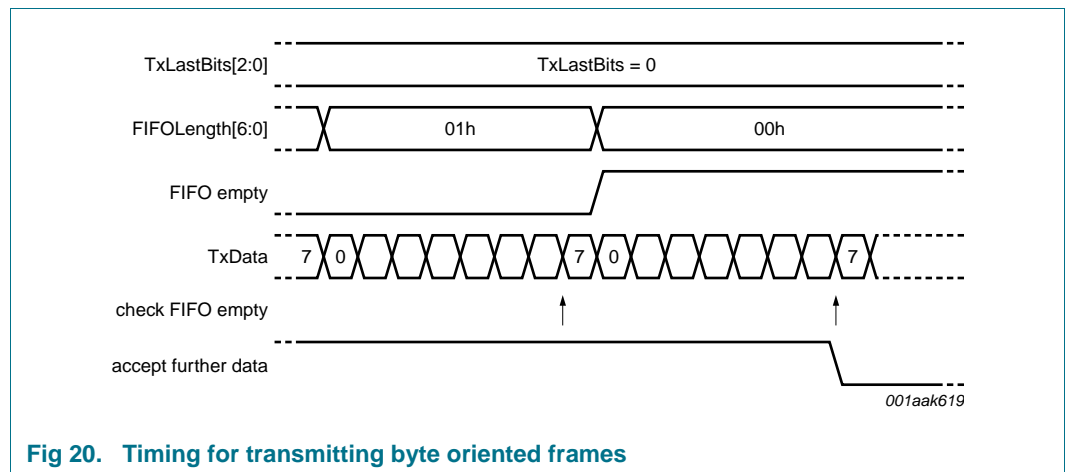 TxLastBits[2:0] TxLastBits = 0
FIFOLength[6:0] 01h 00h
FIFO empty
TxData 7 0 7 0 7
check FIFO empty
accept further data
001aak619
Fig 20. Timing for transmitting byte oriented frames